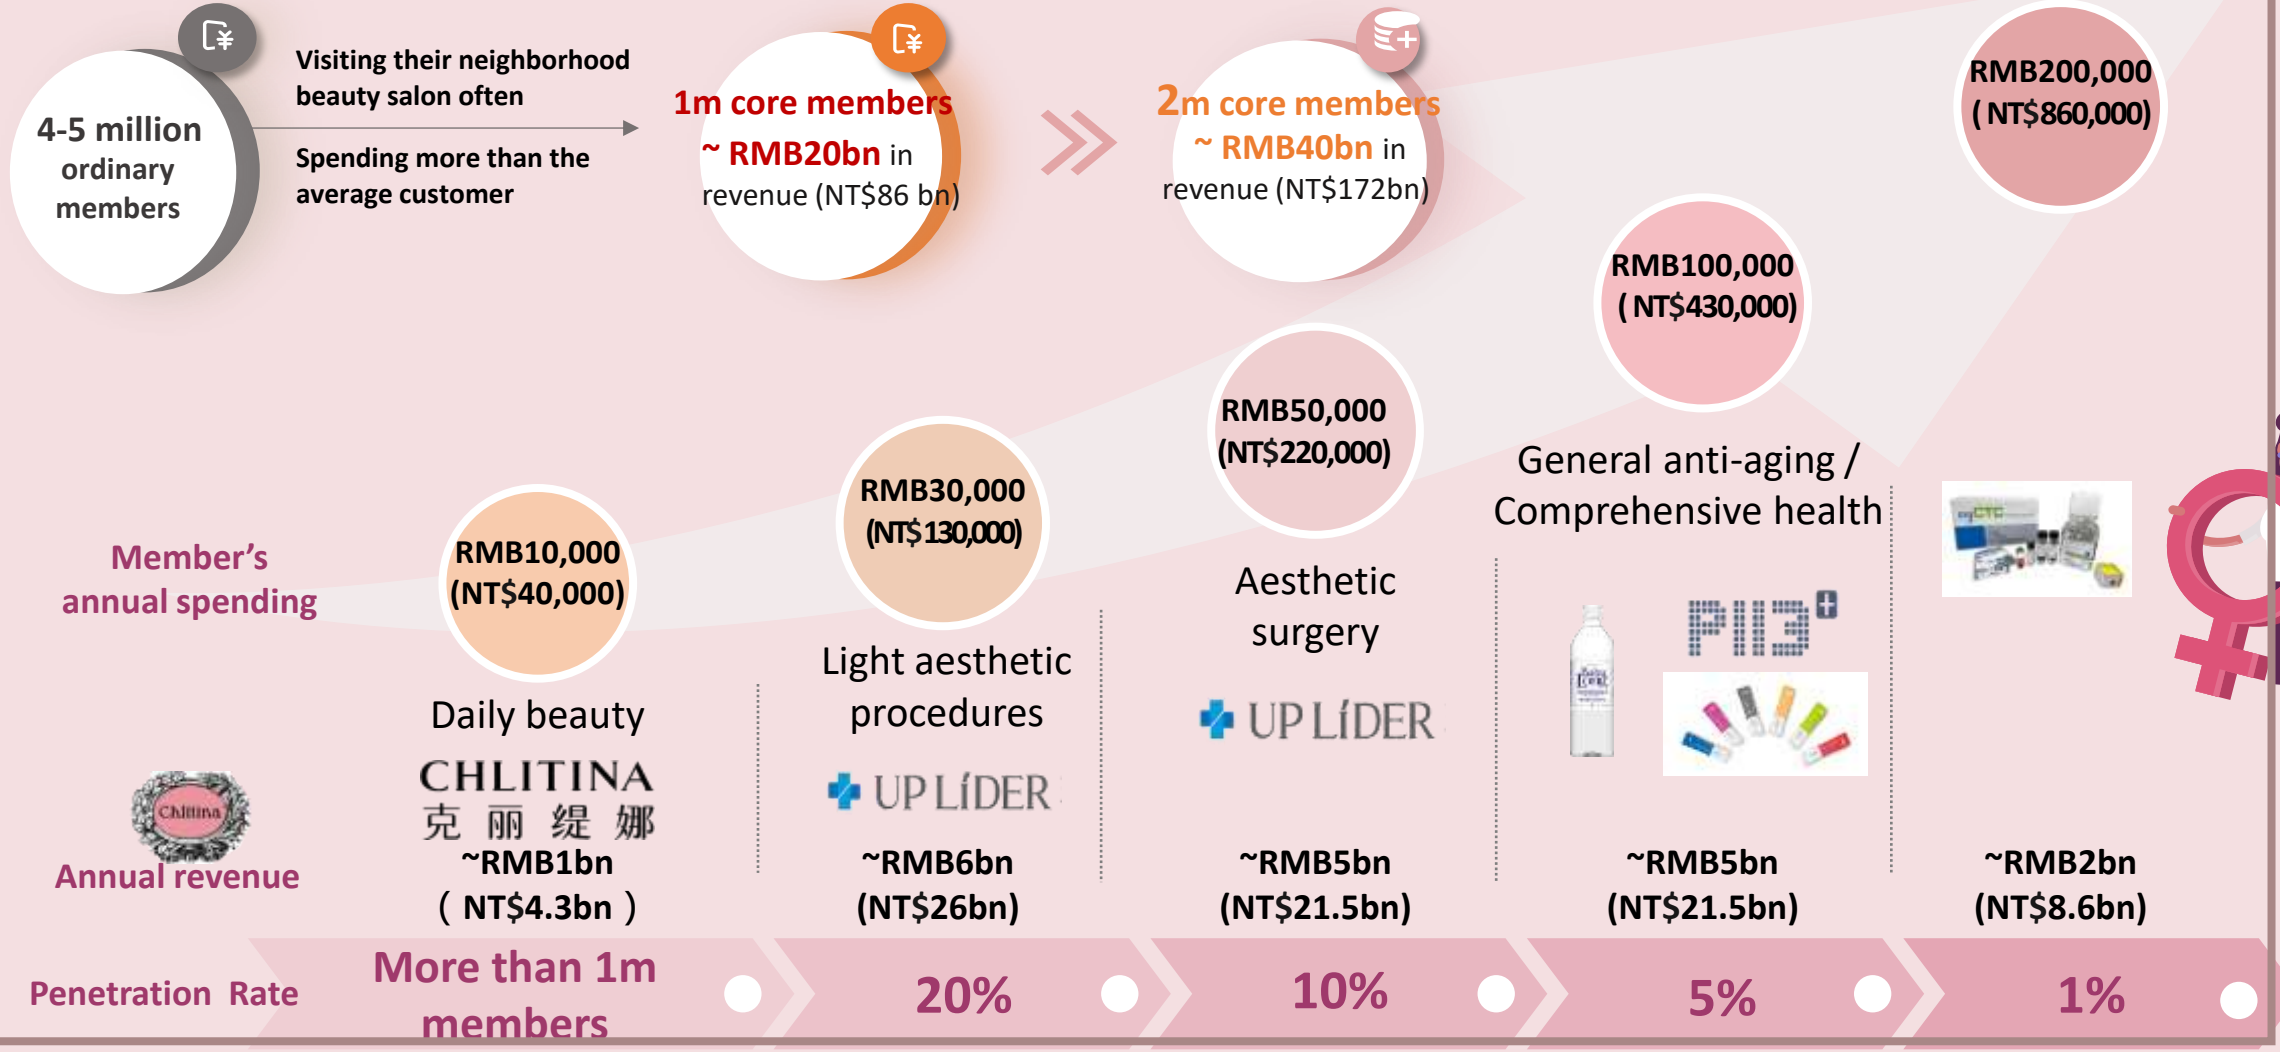 4-5 million
ordinary
members
Visiting their neighborhood
beauty salon often
Spending more than the
average customer
1m core members
~ RMB20bn in
revenue (NT$86 bn)
2m core members
~ RMB40bn in
revenue (NT$172bn)
RMB200,000
( NT$860,000)
RMB100,000
( NT$430,000)
RMB50,000
(NT$220,000)
RMB30,000
(NT$130,000)
RMB10,000
(NT$40,000)
Member's
annual spending
Daily beauty
CHLITINA
克丽缇娜
Light aesthetic
procedures
UP LÍDER
Aesthetic
surgery
UP LÍDER
General anti-aging /
Comprehensive health
P113+
Chlitina
Annual revenue
~RMB1bn
( NT$4.3bn )
~RMB6bn
(NT$26bn)
~RMB5bn
(NT$21.5bn)
~RMB5bn
(NT$21.5bn)
~RMB2bn
(NT$8.6bn)
Penetration Rate
More than 1m
members
20%
10%
5%
1%